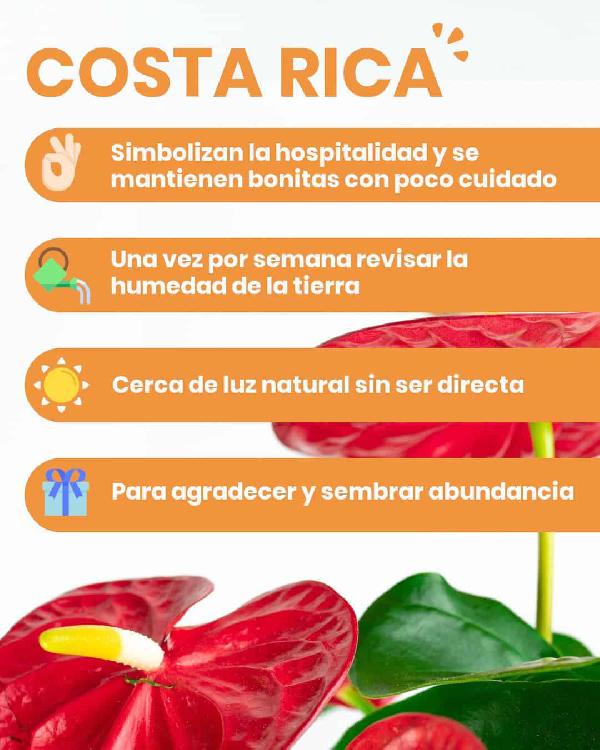 COSTA RICA
Simbolizan la hospitalidad y se
mantienen bonitas con poco cuidado
Una vez por semana revisar la
humedad de la tierra
Cerca de luz natural sin ser directa
Para agradecer y sembrar abundancia